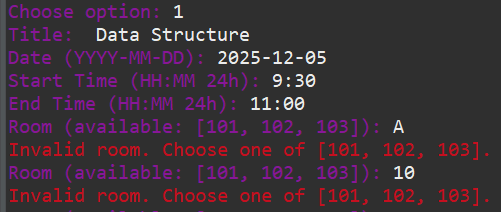 Choose option: 1
Title:  Data Structure
Date (YYYY-MM-DD): 2025-12-05
Start Time (HH:MM 24h): 9:30
End Time (HH:MM 24h): 11:00
Room (available: [101, 102, 103]): A
Invalid room. Choose one of [101, 102, 103].
Room (available: [101, 102, 103]): 10
Invalid room. Choose one of [101, 102, 103].